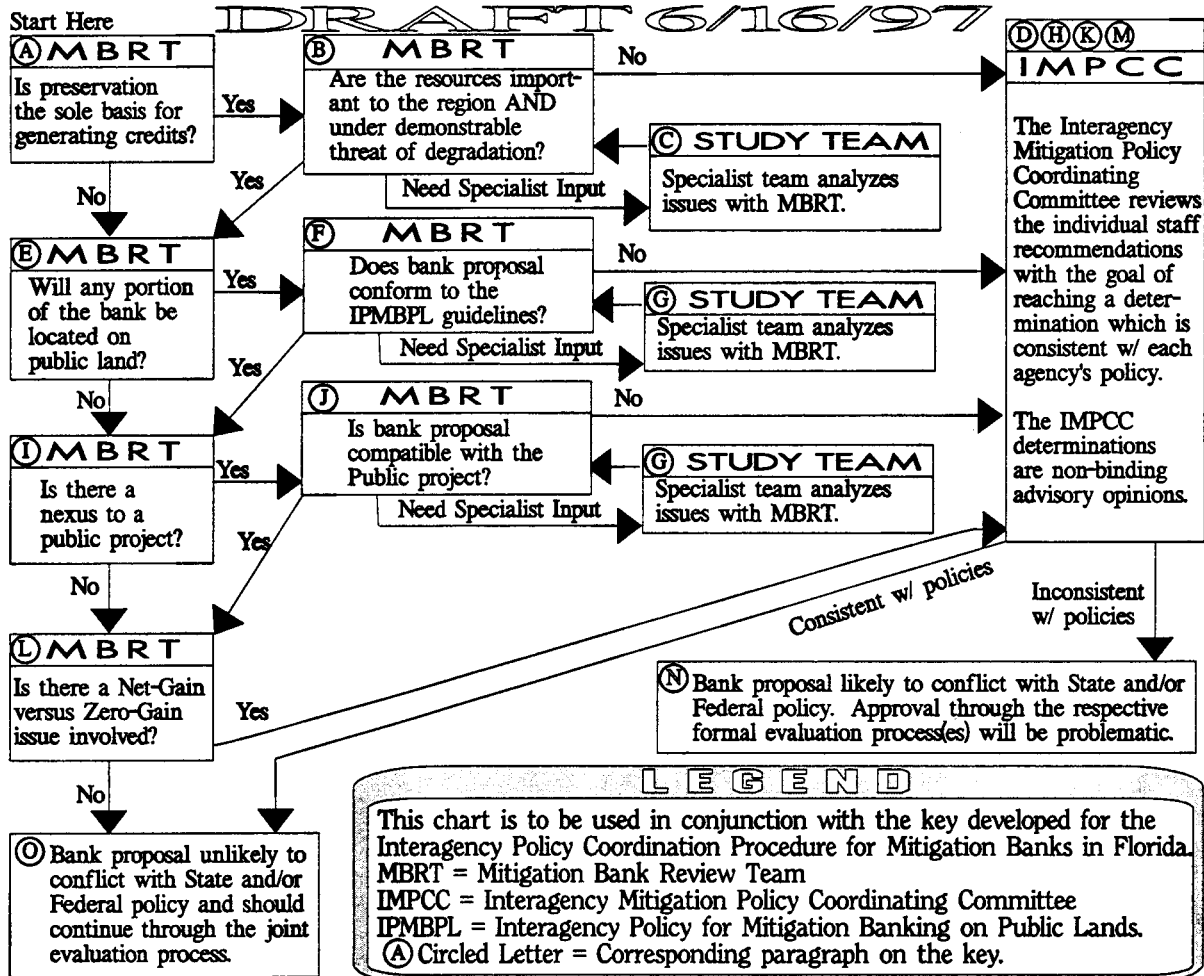 DRAFT 6/16/97
Start Here
Ⓐ MBRT
Is preservation
the sole basis for
generating credits?
Yes
No
Ⓑ MBRT
Are the resources import-
ant to the region AND
under demonstrable
threat of degradation?
No
Yes
Need Specialist Input
Ⓒ STUDY TEAM
Specialist team analyzes
issues with MBRT.
Ⓓ Ⓗ Ⓚ Ⓜ
IMPCC
The Interagency
Mitigation Policy
Coordinating
Committee reviews
the individual staff
recommendations
with the goal of
reaching a deter-
mination which is
consistent w/ each
agency's policy.
The IMPCC
determinations
are non-binding
advisory opinions.
Ⓔ MBRT
Will any portion
of the bank be
located on
public land?
Yes
No
Ⓕ MBRT
Does bank proposal
conform to the
IPMBPL guidelines?
No
Yes
Need Specialist Input
Ⓖ STUDY TEAM
Specialist team analyzes
issues with MBRT.
Ⓘ MBRT
Is there a
nexus to a
public project?
Yes
No
Ⓙ MBRT
Is bank proposal
compatible with the
Public project?
No
Yes
Need Specialist Input
Ⓖ STUDY TEAM
Specialist team analyzes
issues with MBRT.
Ⓛ MBRT
Is there a Net-Gain
versus Zero-Gain
issue involved?
Yes
No
Consistent w/ policies
Inconsistent
w/ policies
Ⓝ Bank proposal likely to conflict with State and/or
Federal policy. Approval through the respective
formal evaluation process(es) will be problematic.
Ⓞ Bank proposal unlikely to
conflict with State and/or
Federal policy and should
continue through the joint
evaluation process.
LEGEND
This chart is to be used in conjunction with the key developed for the
Interagency Policy Coordination Procedure for Mitigation Banks in Florida.
MBRT = Mitigation Bank Review Team
IMPCC = Interagency Mitigation Policy Coordinating Committee
IPMBPL = Interagency Policy for Mitigation Banking on Public Lands.
Ⓐ Circled Letter = Corresponding paragraph on the key.